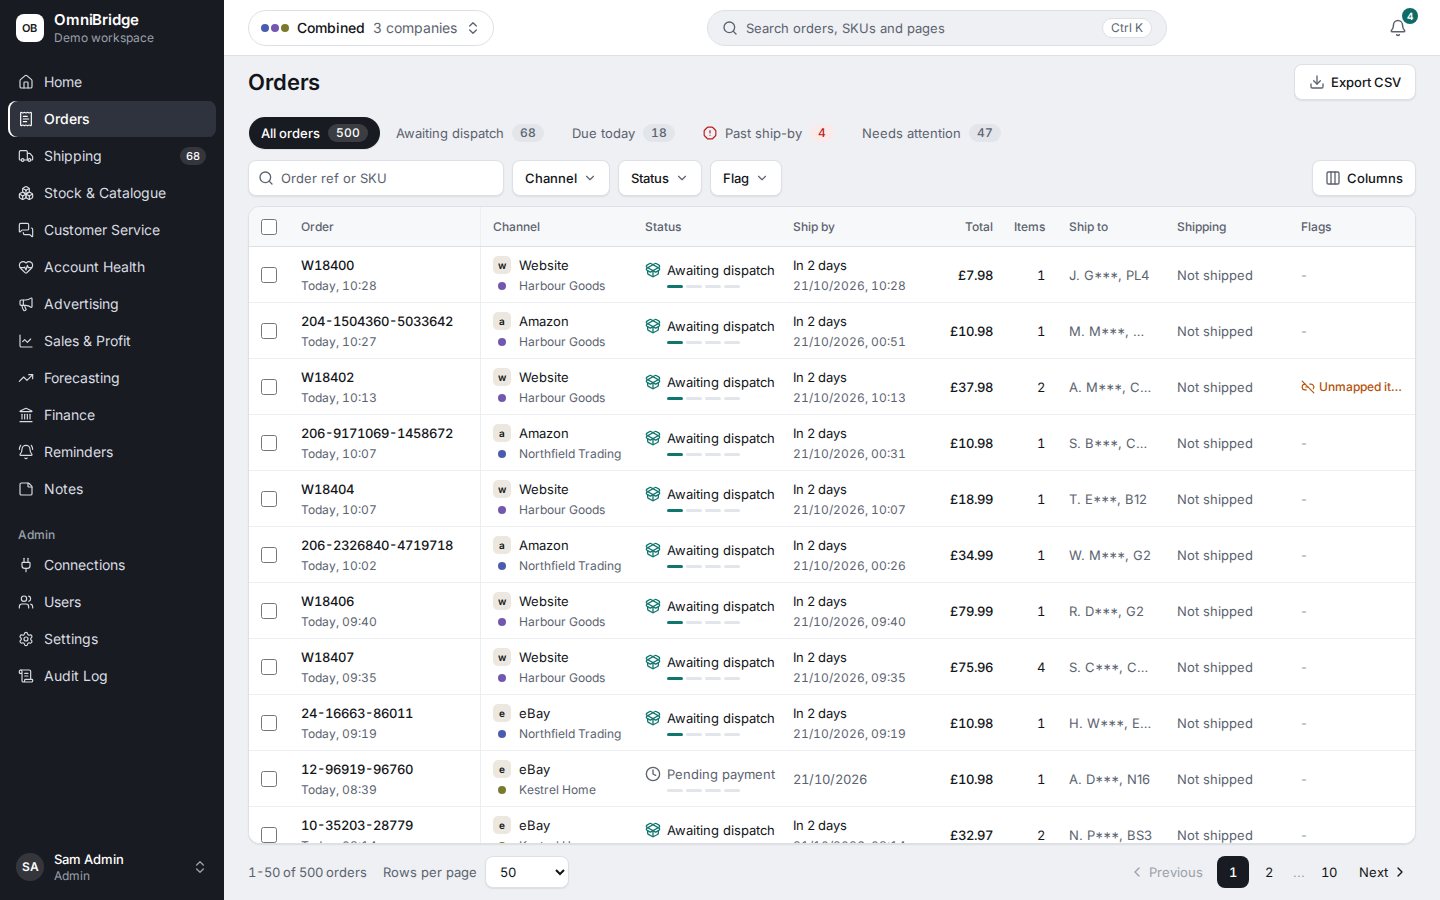 OB
OmniBridge
Demo workspace
Combined 3 companies
Search orders, SKUs and pages
Ctrl K
4
Home
Orders
Shipping 68
Stock & Catalogue
Customer Service
Account Health
Advertising
Sales & Profit
Forecasting
Finance
Reminders
Notes
Admin
Connections
Users
Settings
Audit Log
SA
Sam Admin
Admin
Orders
Export CSV
All orders 500
Awaiting dispatch 68
Due today 18
Past ship-by 4
Needs attention 47
Order ref or SKU
Channel
Status
Flag
Columns
Order Channel Status Ship by Total Items Ship to Shipping Flags
W18400 w Website Awaiting dispatch In 2 days £7.98 1 J. G***, PL4 Not shipped -
Today, 10:28 Harbour Goods 21/10/2026, 10:28
204-1504360-5033642 a Amazon Awaiting dispatch In 2 days £10.98 1 M. M***, ... Not shipped -
Today, 10:27 Harbour Goods 21/10/2026, 00:51
W18402 w Website Awaiting dispatch In 2 days £37.98 2 A. M***, C... Not shipped Unmapped it...
Today, 10:13 Harbour Goods 21/10/2026, 10:13
206-9171069-1458672 a Amazon Awaiting dispatch In 2 days £10.98 1 S. B***, C... Not shipped -
Today, 10:07 Northfield Trading 21/10/2026, 00:31
W18404 w Website Awaiting dispatch In 2 days £18.99 1 T. E***, B12 Not shipped -
Today, 10:07 Harbour Goods 21/10/2026, 10:07
206-2326840-4719718 a Amazon Awaiting dispatch In 2 days £34.99 1 W. M***, G2 Not shipped -
Today, 10:02 Northfield Trading 21/10/2026, 00:26
W18406 w Website Awaiting dispatch In 2 days £79.99 1 R. D***, G2 Not shipped -
Today, 09:40 Harbour Goods 21/10/2026, 09:40
W18407 w Website Awaiting dispatch In 2 days £75.96 4 S. C***, C... Not shipped -
Today, 09:35 Harbour Goods 21/10/2026, 09:35
24-16663-86011 e eBay Awaiting dispatch In 2 days £10.98 1 H. W***, E... Not shipped -
Today, 09:19 Northfield Trading 21/10/2026, 09:19
12-96919-96760 e eBay Pending payment 21/10/2026 £10.98 1 A. D***, N16 Not shipped -
Today, 08:39 Kestrel Home
10-35203-28779 e eBay Awaiting dispatch In 2 days £32.97 2 N. P***, BS3 Not shipped -
1-50 of 500 orders
Rows per page 50
Previous 1 2 ... 10 Next